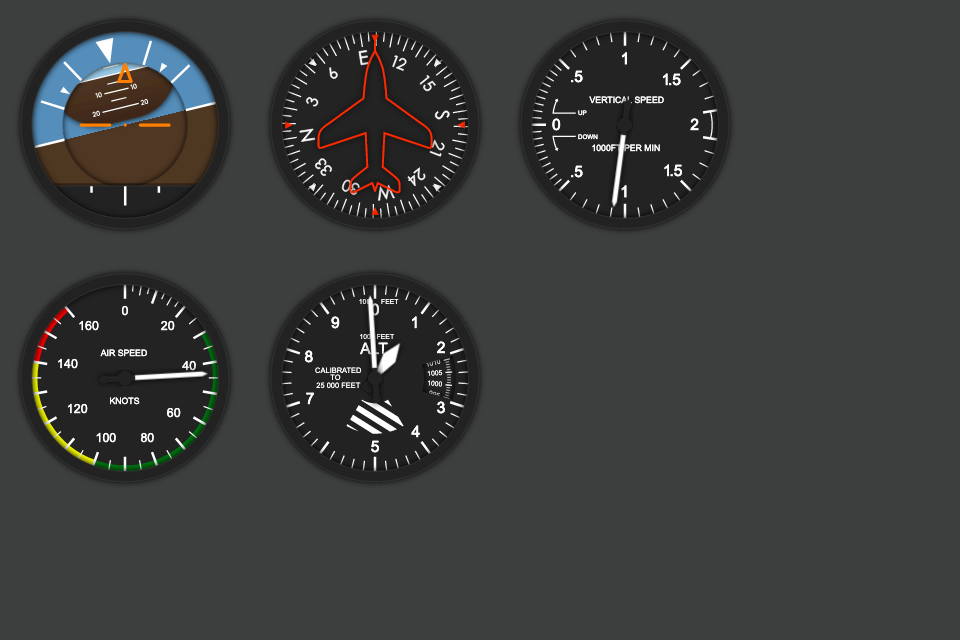 10 10
20 20
E
6 12
3 15
N S
33 21
30 W 24
1
.5 1.5
VERTICAL SPEED
UP
0 2
DOWN
1000FT PER MIN
.5 1.5
1
0
160 20
AIR SPEED
140 40
KNOTS
120 60
100 80
FEET
0
9 1
FEET
ALT
8 2
CALIBRATED
TO
25 000 FEET
1005
1000
7 3
4
5